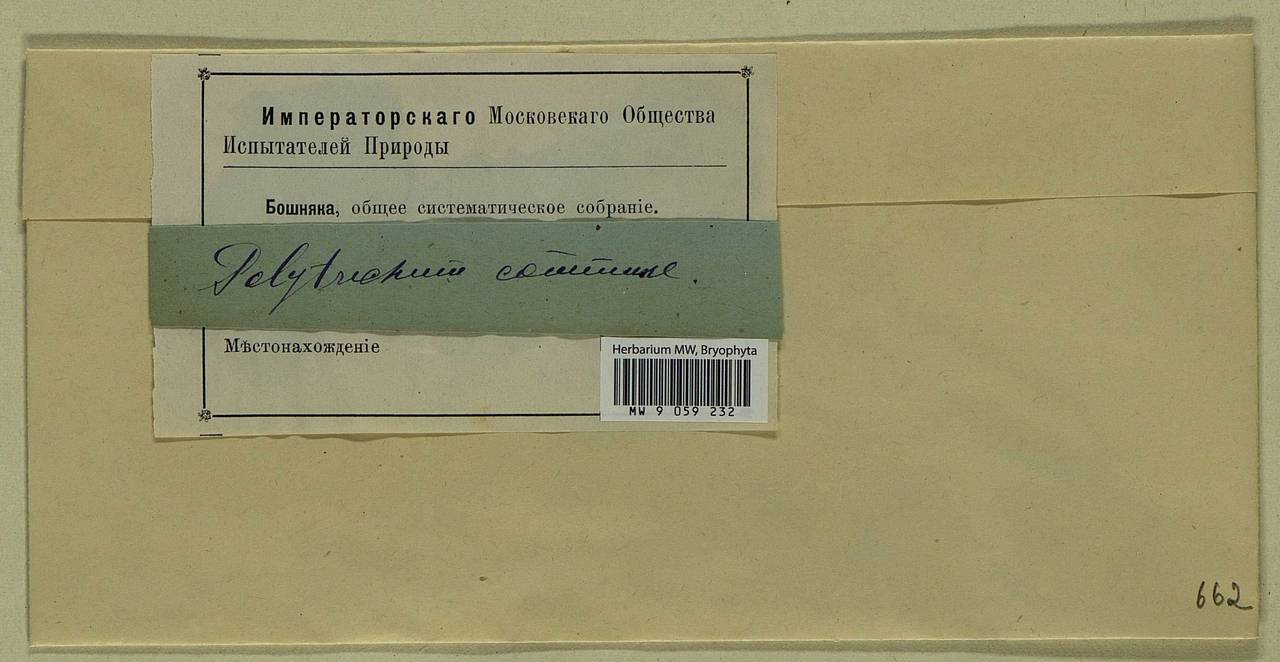 Императорскаго Московскаго Общества
Испытателей Природы
Бошняка, общее систематическое собраніе.
Polytrichum commune.
Мѣстонахожденіе
Herbarium MW, Bryophyta
MW 9 059 232
662